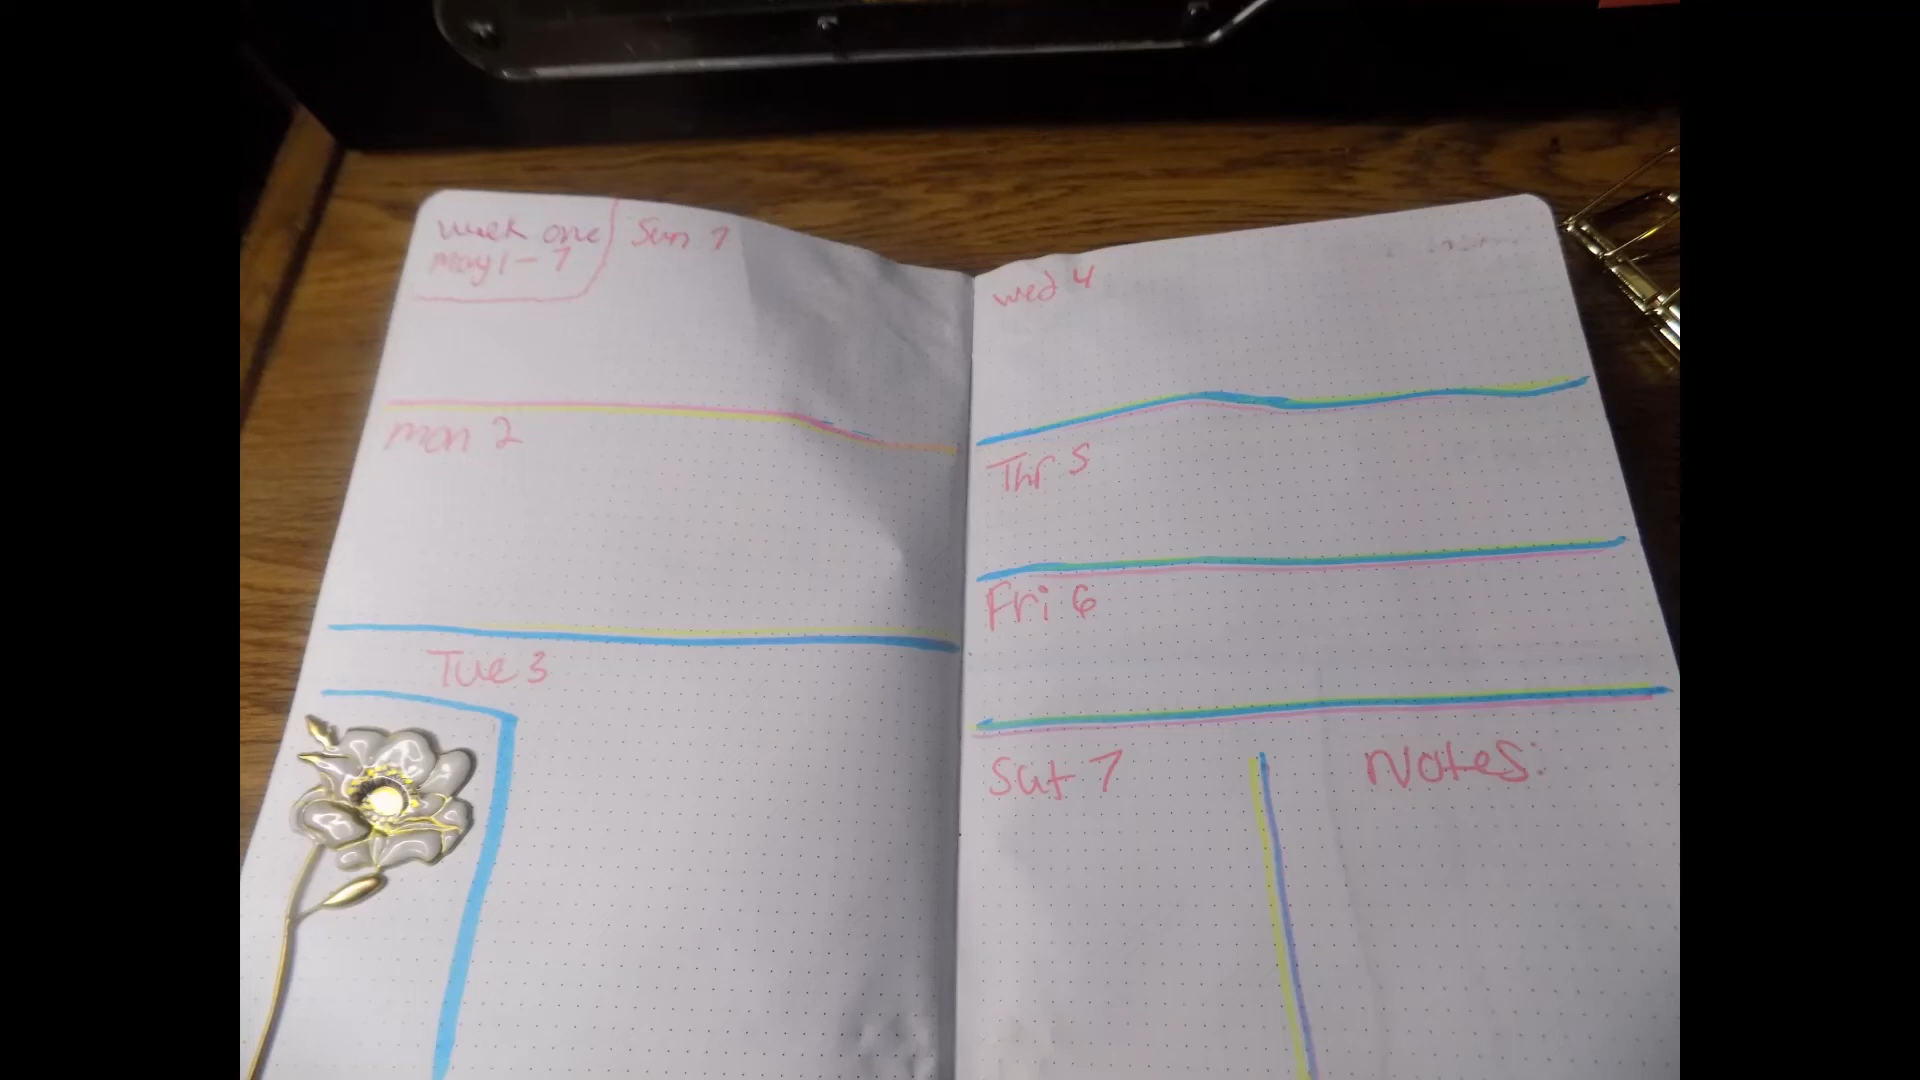 week one
may 1 - 7
Sun 1
mon 2
Tue 3
wed 4
Thr 5
Fri 6
Sat 7
Notes: